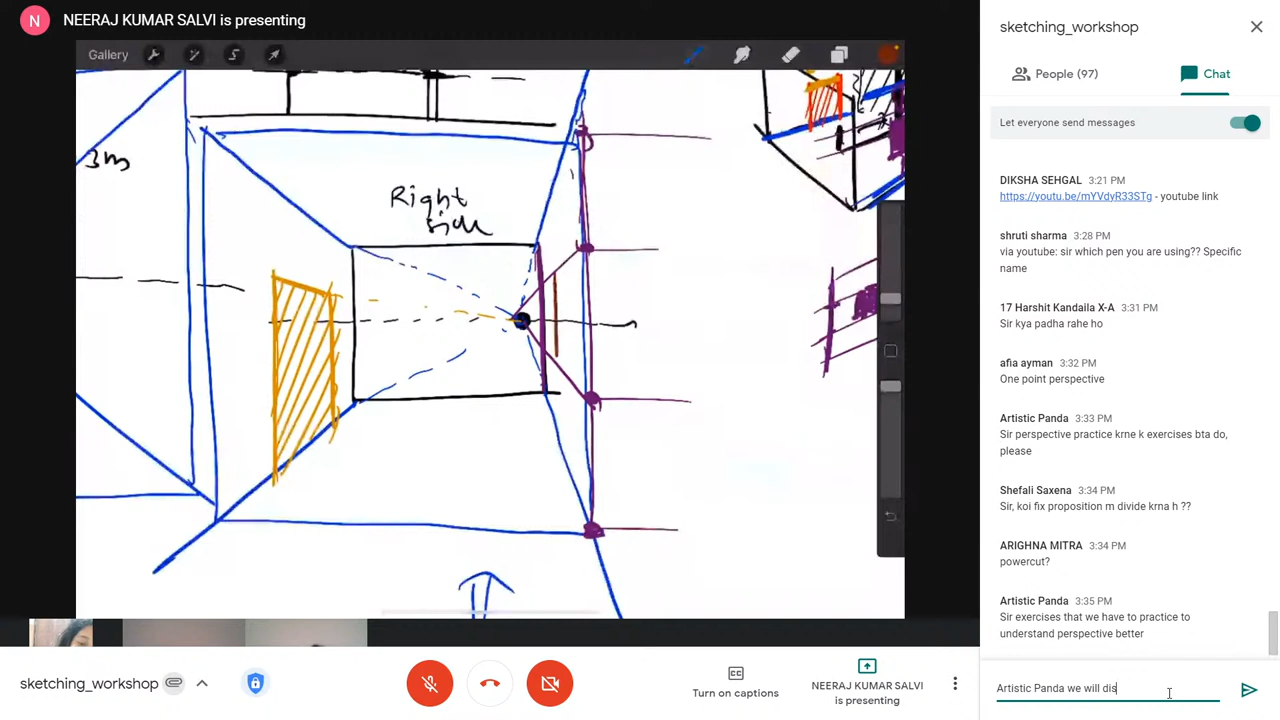 N NEERAJ KUMAR SALVI is presenting
Gallery
3m
Right
side
sketching_workshop
People (97)
Chat
Let everyone send messages
DIKSHA SEHGAL 3:21 PM
https://youtu.be/mYVdyR33STg - youtube link
shruti sharma 3:28 PM
via youtube: sir which pen you are using?? Specific
name
17 Harshit Kandaila X-A 3:31 PM
Sir kya padha rahe ho
afia ayman 3:32 PM
One point perspective
Artistic Panda 3:33 PM
Sir perspective practice krne k exercises bta do,
please
Shefali Saxena 3:34 PM
Sir, koi fix proposition m divide krna h ??
ARIGHNA MITRA 3:34 PM
powercut?
Artistic Panda 3:35 PM
Sir exercises that we have to practice to
understand perspective better
Artistic Panda we will dis
sketching_workshop
Turn on captions
NEERAJ KUMAR SALVI
is presenting